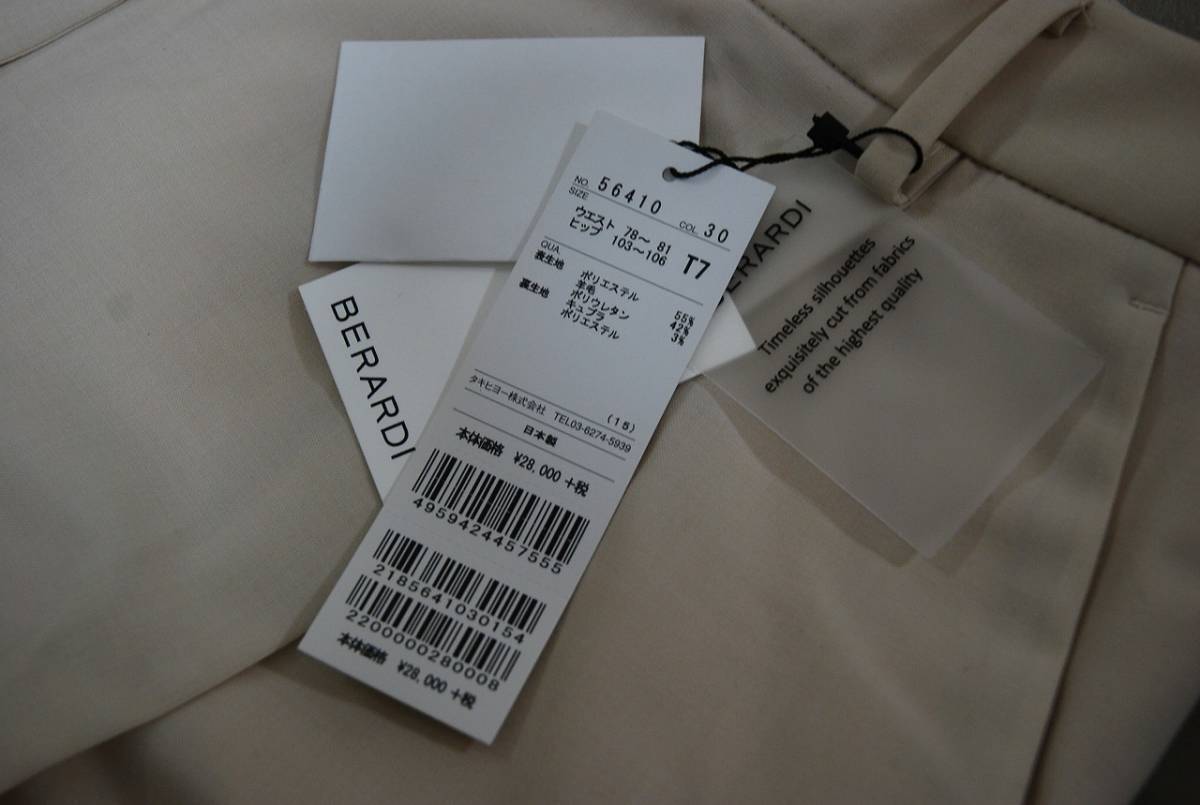 NO. 56410 COL. 30
SIZE
ウエスト 78～ 81
ヒップ 103～106 T7
QUA
表生地 ポリエステル 55%
羊毛 42%
ポリウレタン 3%
裏生地 キュプラ
ポリエステル
(15)
タキヒヨー株式会社 TEL03-6274-5939
日本製
本体価格 ¥28,000 +税
4959424457555
2185641030154
2200000280008
本体価格 ¥28,000 +税
BERARDI
BERARDI
Timeless silhouettes
exquisitely cut from fabrics
of the highest quality